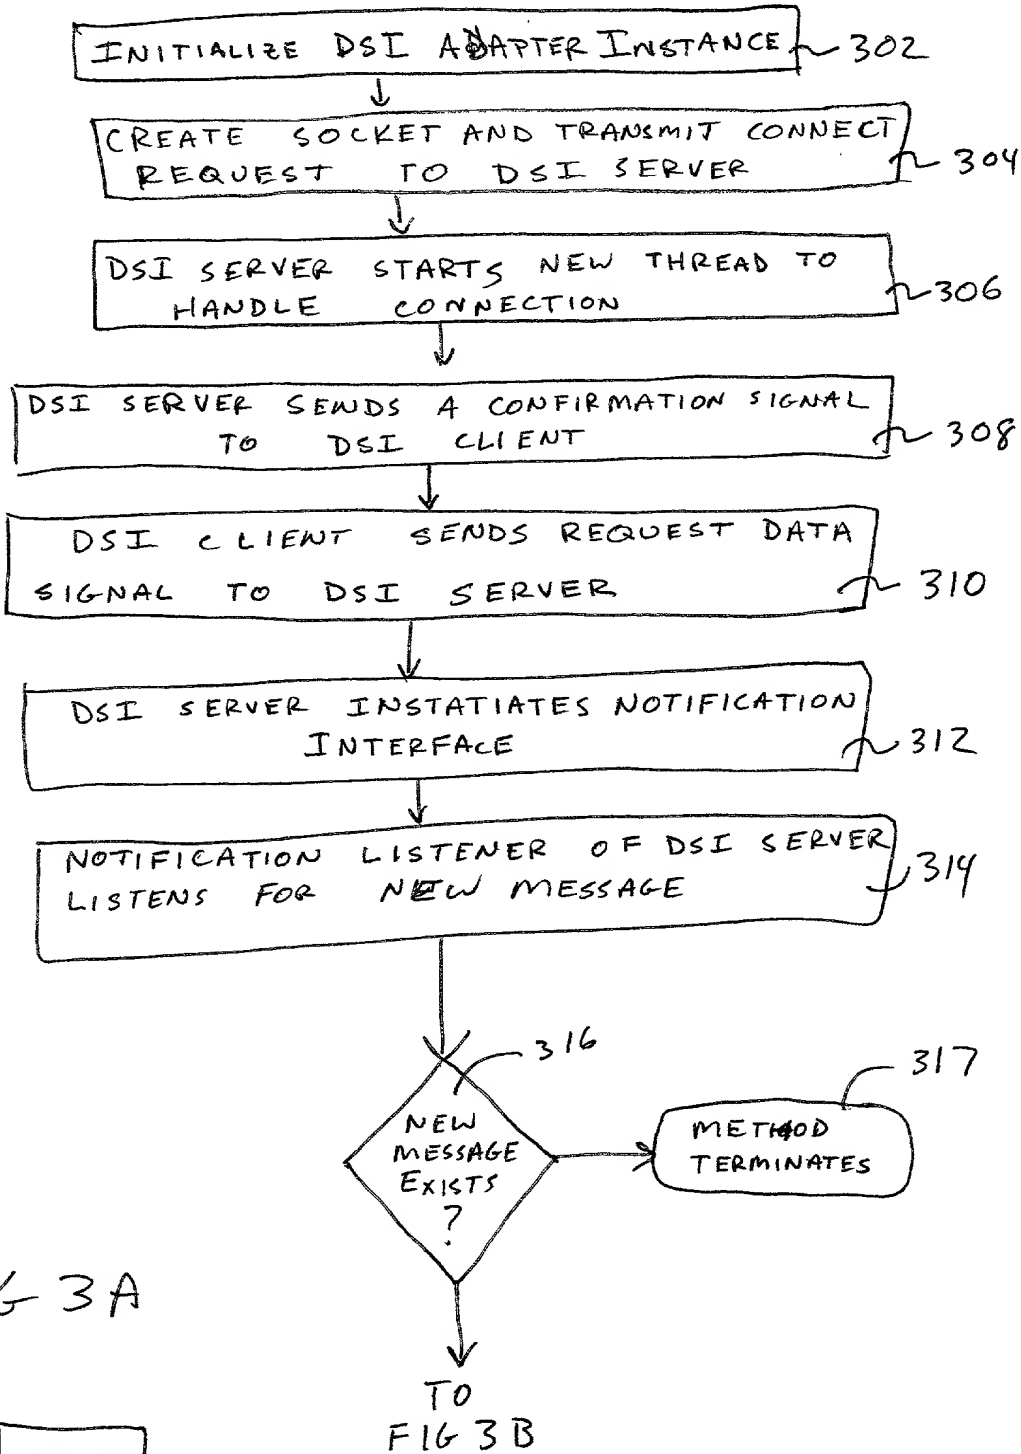 INITIALIZE DSI ADAPTER INSTANCE 302
CREATE SOCKET AND TRANSMIT CONNECT
REQUEST TO DSI SERVER 304
DSI SERVER STARTS NEW THREAD TO
HANDLE CONNECTION 306
DSI SERVER SENDS A CONFIRMATION SIGNAL
TO DSI CLIENT 308
DSI CLIENT SENDS REQUEST DATA
SIGNAL TO DSI SERVER 310
DSI SERVER INSTATIATES NOTIFICATION
INTERFACE 312
NOTIFICATION LISTENER OF DSI SERVER
LISTENS FOR NEW MESSAGE 314
316
317
NEW
MESSAGE
EXISTS
?
METHOD
TERMINATES
G 3A
TO
FIG 3B